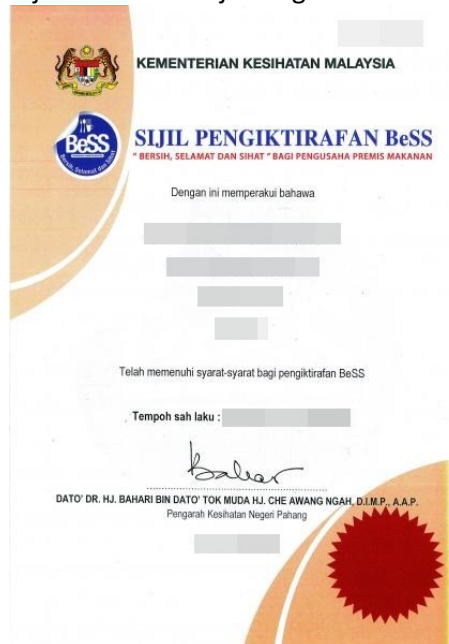 KEMENTERIAN KESIHATAN MALAYSIA
BeSS
Bersih, Selamat dan Sihat
SIJIL PENGIKTIRAFAN BeSS
" BERSIH, SELAMAT DAN SIHAT " BAGI PENGUSAHA PREMIS MAKANAN
Dengan ini memperakui bahawa
Telah memenuhi syarat-syarat bagi pengiktirafan BeSS
Tempoh sah laku :
Bahar
DATO' DR. HJ. BAHARI BIN DATO' TOK MUDA HJ. CHE AWANG NGAH, D.I.M.P., A.A.P.
Pengarah Kesihatan Negeri Pahang